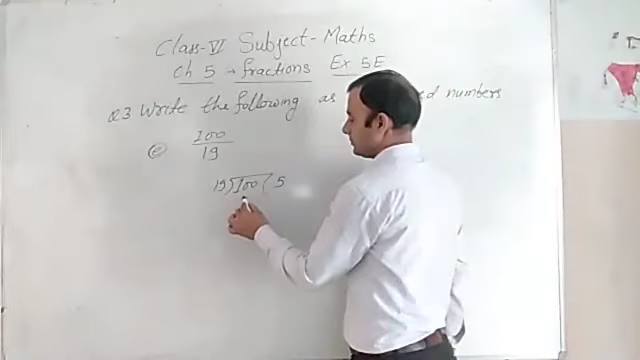 Class-VI Subject-Maths
Ch 5 → fractions Ex 5E
Q3 Write the following as ed numbers
(e) 100
19
19)100(5